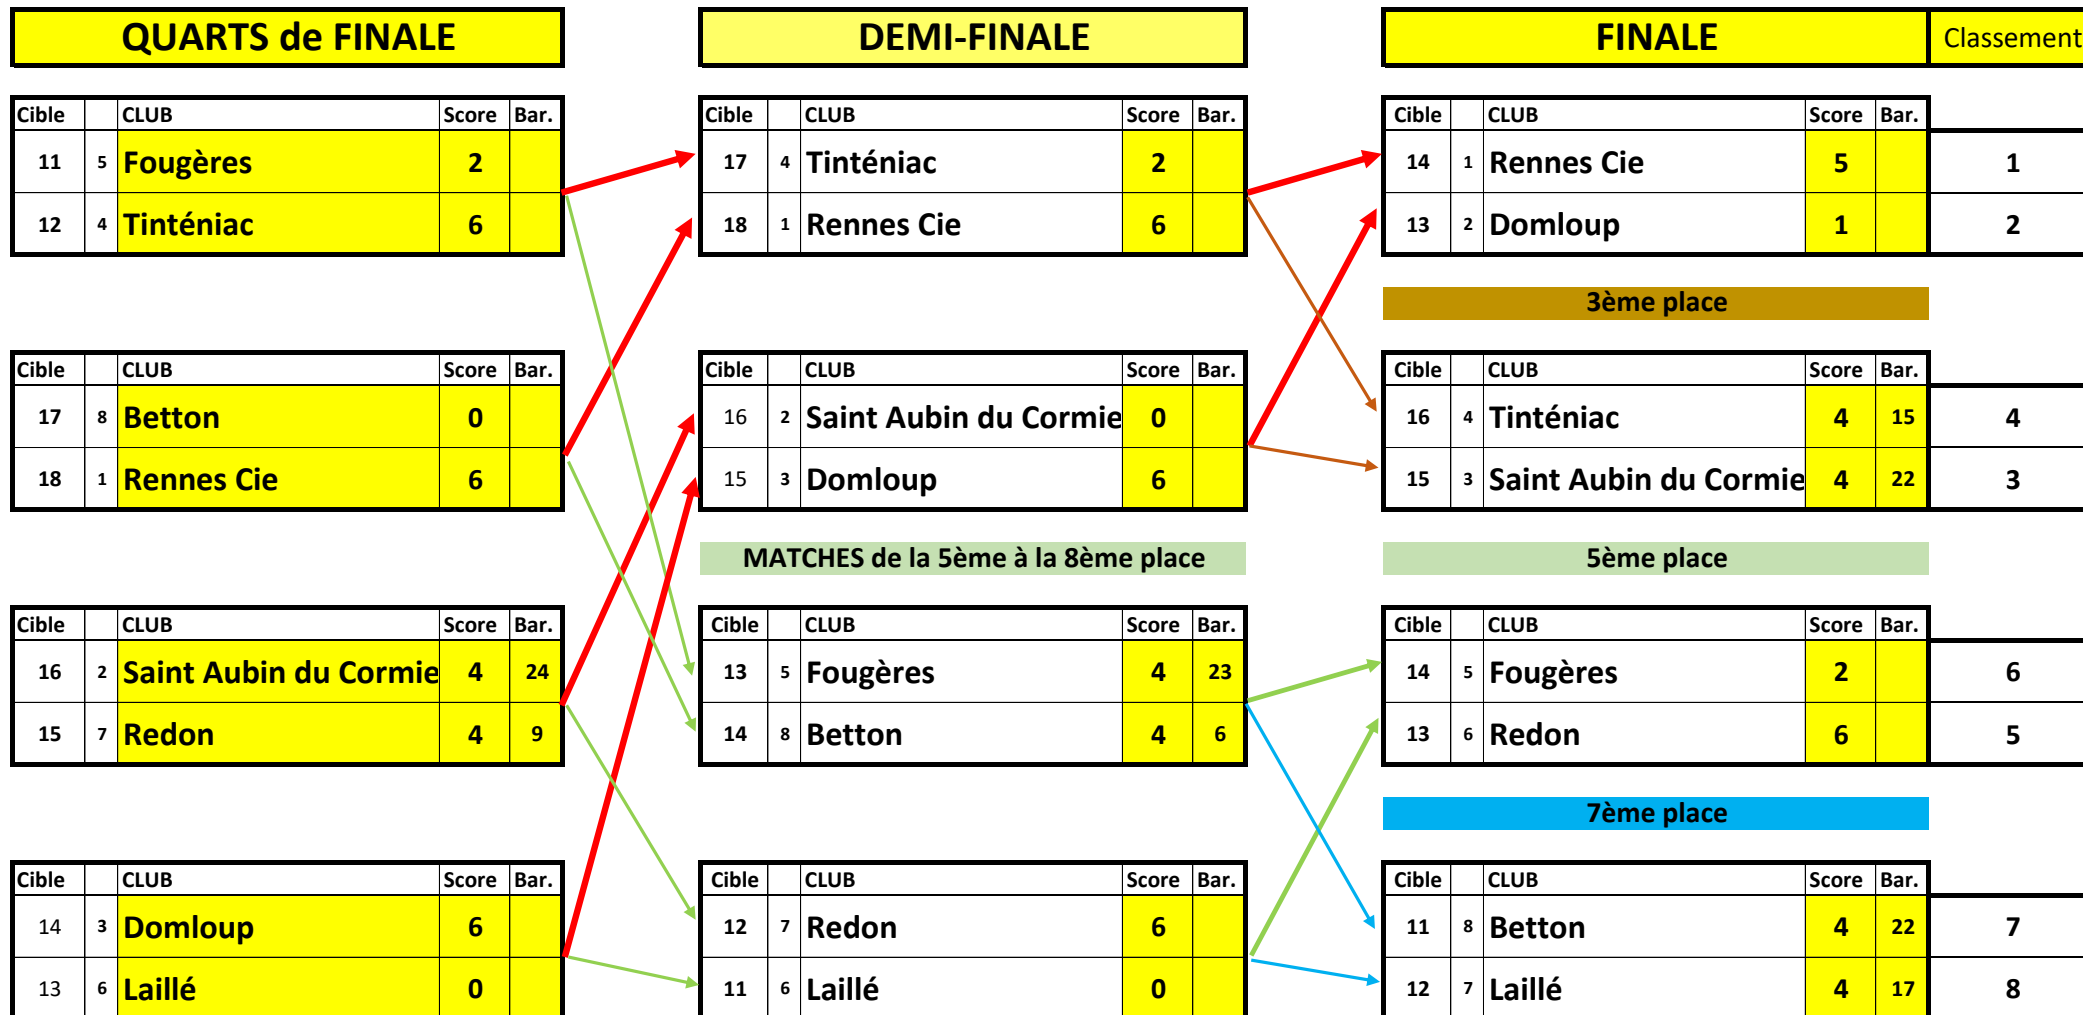 QUARTS de FINALE DEMI-FINALE FINALE Classement
Cible CLUB Score Bar. Cible CLUB Score Bar. Cible CLUB Score Bar.
11 5 Fougères 2 17 4 Tinténiac 2 14 1 Rennes Cie 5 1
12 4 Tinténiac 6 18 1 Rennes Cie 6 13 2 Domloup 1 2
3ème place
Cible CLUB Score Bar. Cible CLUB Score Bar. Cible CLUB Score Bar.
17 8 Betton 0 16 2 Saint Aubin du Cormie 0 16 4 Tinténiac 4 15 4
18 1 Rennes Cie 6 15 3 Domloup 6 15 3 Saint Aubin du Cormie 4 22 3
MATCHES de la 5ème à la 8ème place 5ème place
Cible CLUB Score Bar. Cible CLUB Score Bar. Cible CLUB Score Bar.
16 2 Saint Aubin du Cormie 4 24 13 5 Fougères 4 23 14 5 Fougères 2 6
15 7 Redon 4 9 14 8 Betton 4 6 13 6 Redon 6 5
7ème place
Cible CLUB Score Bar. Cible CLUB Score Bar. Cible CLUB Score Bar.
14 3 Domloup 6 12 7 Redon 6 11 8 Betton 4 22 7
13 6 Laillé 0 11 6 Laillé 0 12 7 Laillé 4 17 8